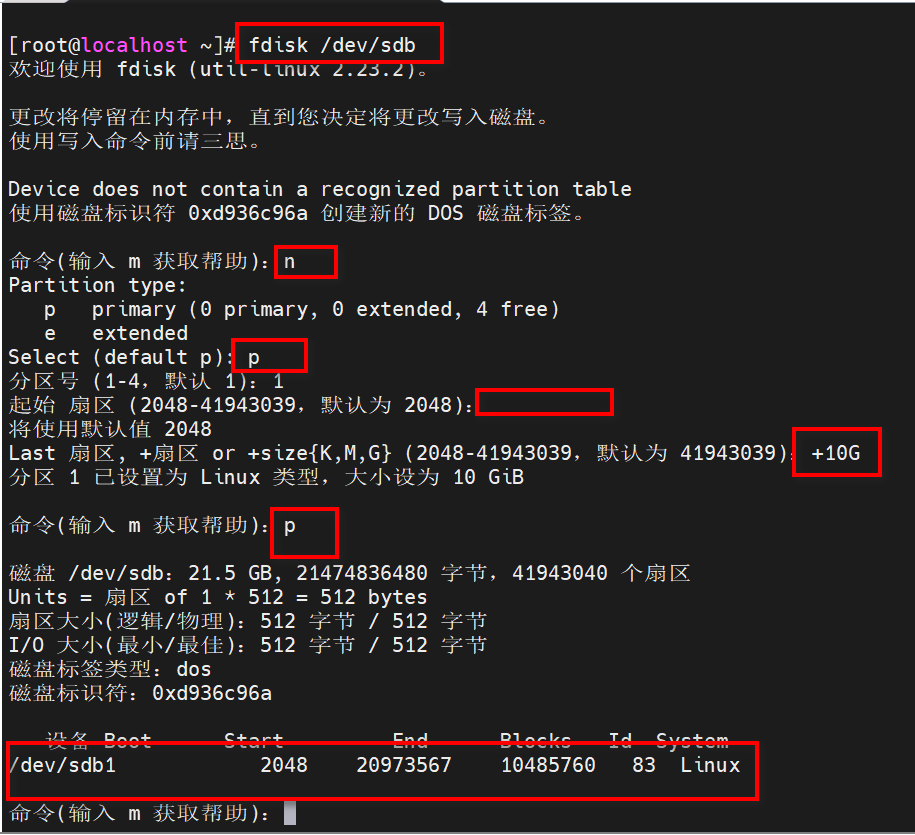 [root@localhost ~]# fdisk /dev/sdb
欢迎使用 fdisk (util-linux 2.23.2)。
更改将停留在内存中，直到您决定将更改写入磁盘。
使用写入命令前请三思。
Device does not contain a recognized partition table
使用磁盘标识符 0xd936c96a 创建新的 DOS 磁盘标签。
命令(输入 m 获取帮助)：n
Partition type:
   p   primary (0 primary, 0 extended, 4 free)
   e   extended
Select (default p): p
分区号 (1-4，默认 1)：1
起始 扇区 (2048-41943039，默认为 2048)：
将使用默认值 2048
Last 扇区, +扇区 or +size{K,M,G} (2048-41943039，默认为 41943039)：+10G
分区 1 已设置为 Linux 类型，大小设为 10 GiB
命令(输入 m 获取帮助)：p
磁盘 /dev/sdb：21.5 GB, 21474836480 字节，41943040 个扇区
Units = 扇区 of 1 * 512 = 512 bytes
扇区大小(逻辑/物理)：512 字节 / 512 字节
I/O 大小(最小/最佳)：512 字节 / 512 字节
磁盘标签类型：dos
磁盘标识符：0xd936c96a
   设备 Boot      Start         End      Blocks   Id  System
/dev/sdb1            2048    20973567    10485760   83  Linux
命令(输入 m 获取帮助)：